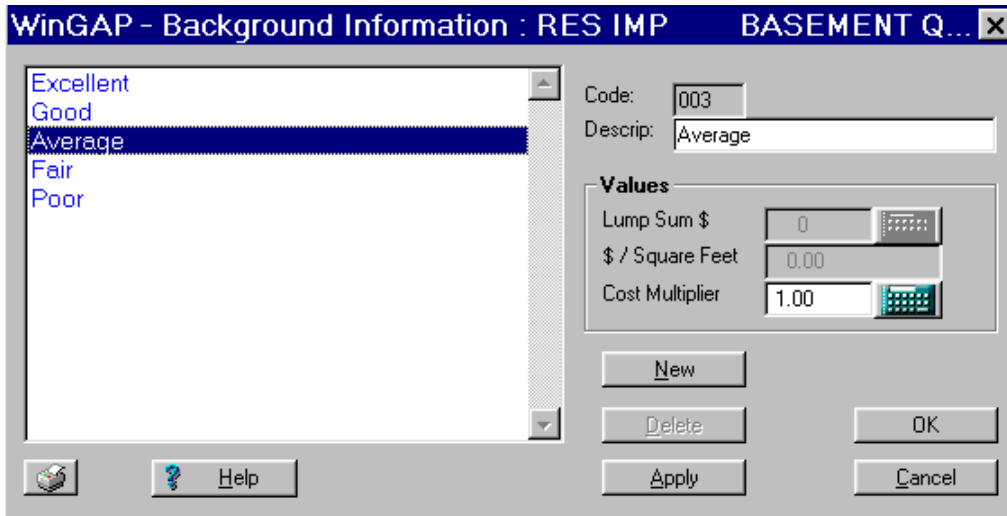 WinGAP - Background Information : RES IMP BASEMENT Q...
Excellent
Good
Average
Fair
Poor
Code: 003
Descrip: Average
Values
Lump Sum $ 0
$ / Square Feet 0.00
Cost Multiplier 1.00
New
Delete OK
? Help Apply Cancel